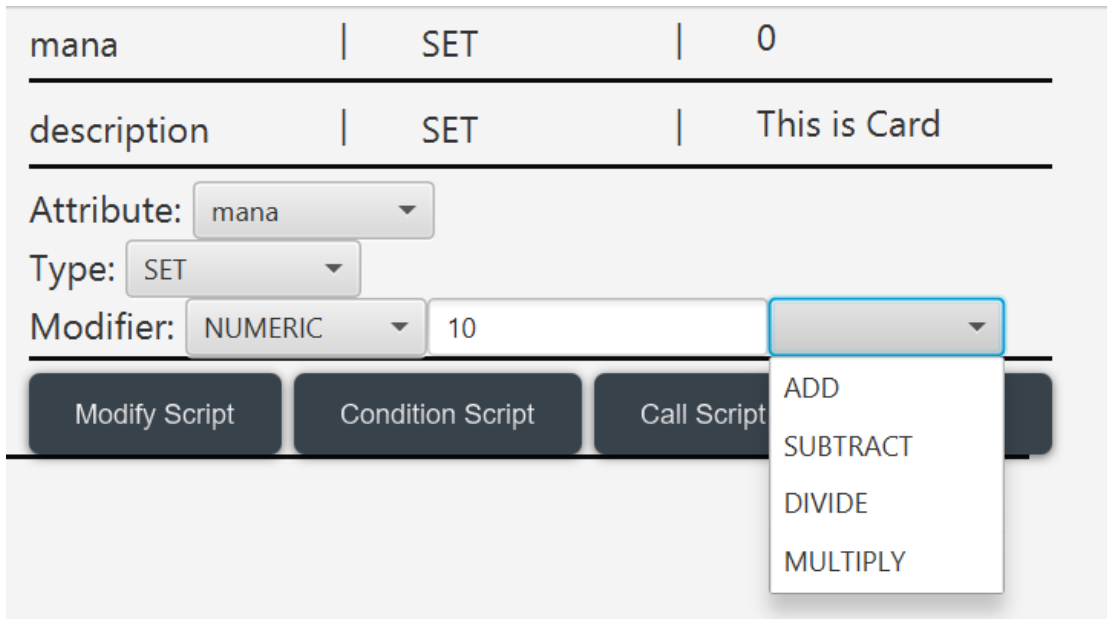 mana | SET | 0
description | SET | This is Card
Attribute: mana
Type: SET
Modifier: NUMERIC 10
Modify Script Condition Script Call Script
ADD
SUBTRACT
DIVIDE
MULTIPLY